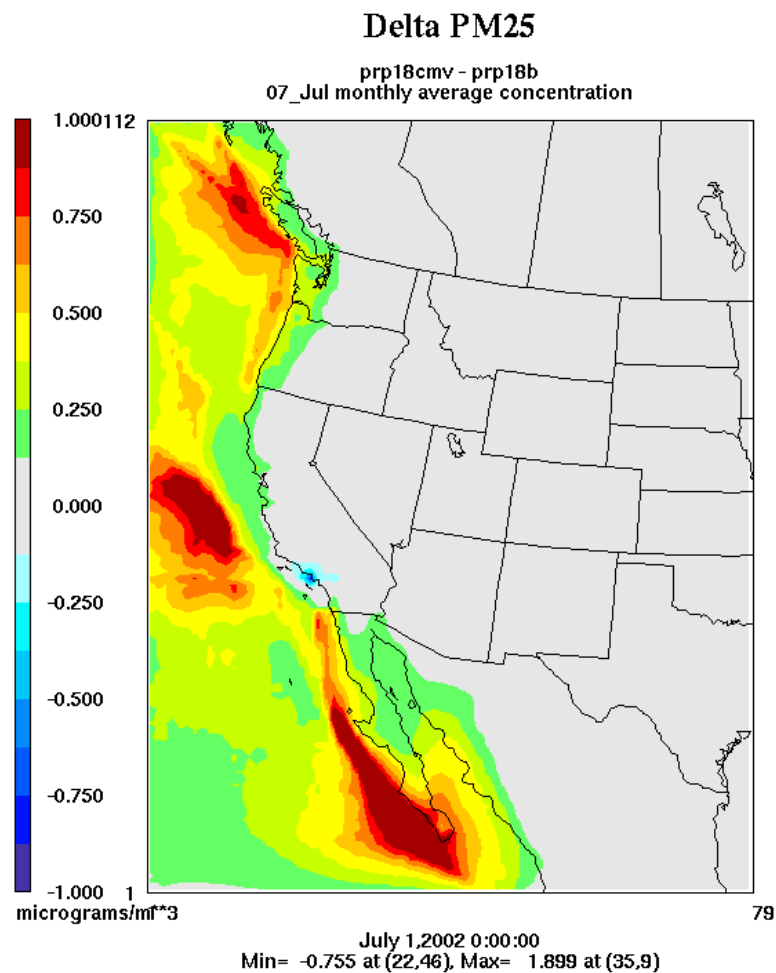 Delta PM25
prp18cmv - prp18b
07_Jul monthly average concentration
1.000
112
0.750
0.500
0.250
0.000
-0.250
-0.500
-0.750
-1.000
1
micrograms/m**3
79
July 1,2002 0:00:00
Min= -0.755 at (22,46), Max= 1.899 at (35,9)